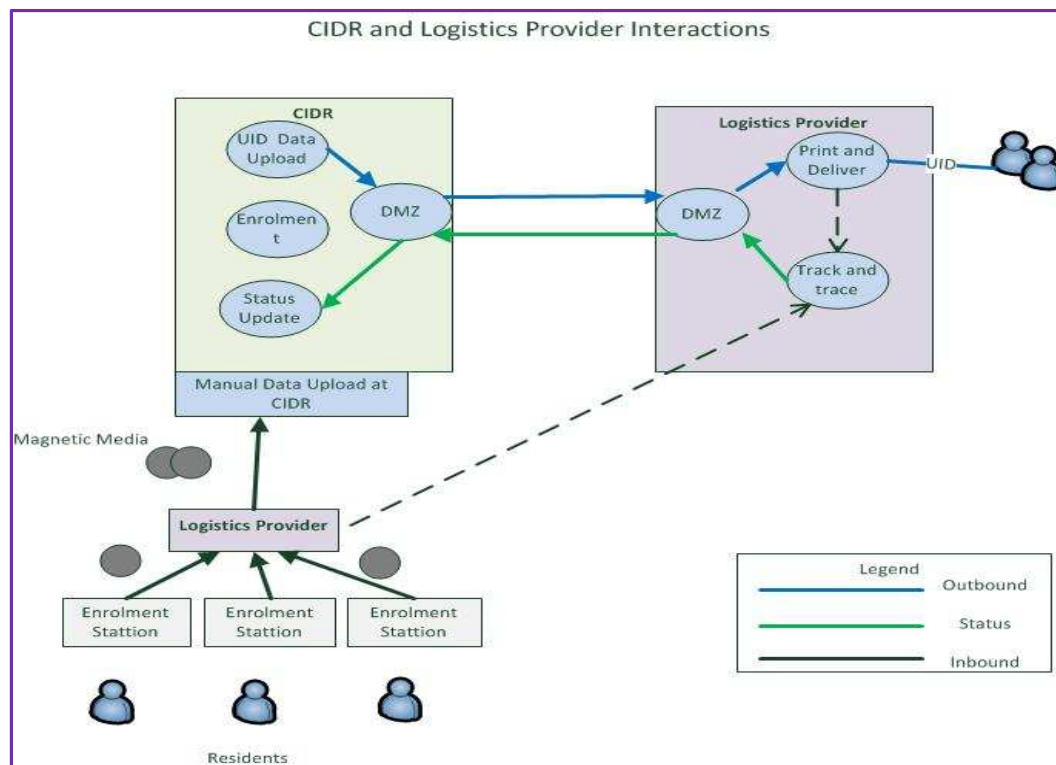 CIDR and Logistics Provider Interactions
CIDR
UID Data
Upload
DMZ
Enrolmen
t
Status
Update
Manual Data Upload at
CIDR
Logistics Provider
Print and
Deliver
DMZ
Track and
trace
UID
Magnetic Media
Logistics Provider
Enrolment
Stattion
Enrolment
Stattion
Enrolment
Stattion
Residents
Legend
Outbound
Status
Inbound